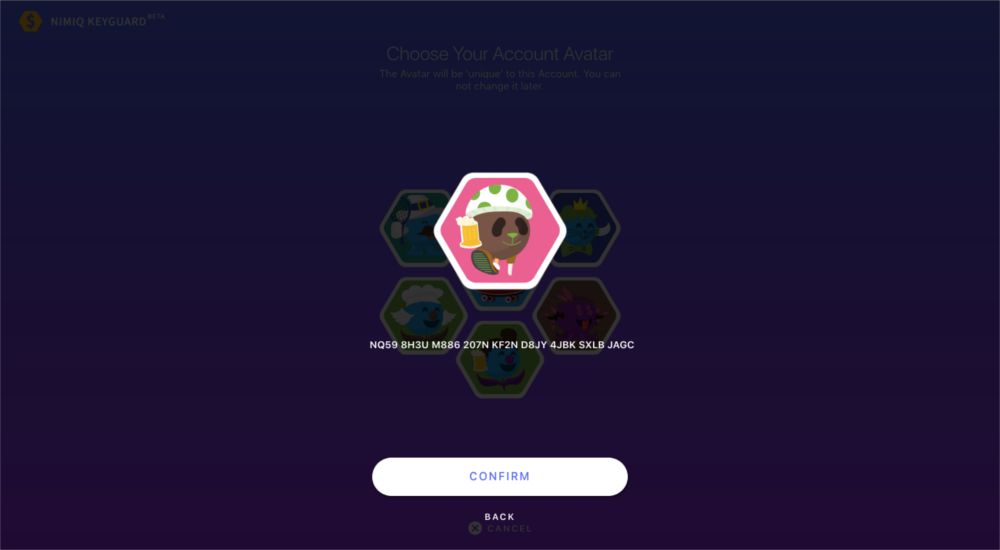 NIMIQ KEYGUARD BETA
Choose Your Account Avatar
The Avatar will be 'unique' to this Account. You can
not change it later.
NQ59 8H3U M886 207N KF2N D8JY 4JBK SXLB JAGC
CONFIRM
BACK
CANCEL